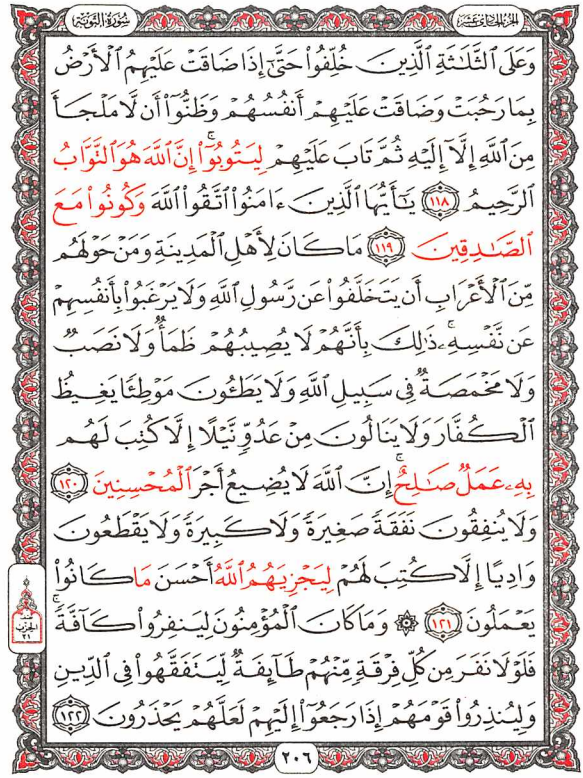 الجزء الحادي عشر
سورة التوبة
وَعَلَى ٱلثَّلَٰثَةِ ٱلَّذِينَ خُلِّفُواْ حَتَّىٰٓ إِذَا ضَاقَتْ عَلَيْهِمُ ٱلْأَرْضُ
بِمَا رَحُبَتْ وَضَاقَتْ عَلَيْهِمْ أَنفُسُهُمْ وَظَنُّوٓاْ أَن لَّا مَلْجَأَ
مِنَ ٱللَّهِ إِلَّآ إِلَيْهِ ثُمَّ تَابَ عَلَيْهِمْ لِيَتُوبُوٓاْ ۚ إِنَّ ٱللَّهَ هُوَ ٱلتَّوَّابُ
ٱلرَّحِيمُ ١١٨ يَٰٓأَيُّهَا ٱلَّذِينَ ءَامَنُواْ ٱتَّقُواْ ٱللَّهَ وَكُونُواْ مَعَ
ٱلصَّٰدِقِينَ ١١٩ مَا كَانَ لِأَهْلِ ٱلْمَدِينَةِ وَمَنْ حَوْلَهُم
مِّنَ ٱلْأَعْرَابِ أَن يَتَخَلَّفُواْ عَن رَّسُولِ ٱللَّهِ وَلَا يَرْغَبُواْ بِأَنفُسِهِمْ
عَن نَّفْسِهِۦ ۚ ذَٰلِكَ بِأَنَّهُمْ لَا يُصِيبُهُمْ ظَمَأٌ وَلَا نَصَبٌ
وَلَا مَخْمَصَةٌ فِى سَبِيلِ ٱللَّهِ وَلَا يَطَـُٔونَ مَوْطِئًا يَغِيظُ
ٱلْكُفَّارَ وَلَا يَنَالُونَ مِنْ عَدُوٍّ نَّيْلًا إِلَّا كُتِبَ لَهُم
بِهِۦ عَمَلٌ صَٰلِحٌ ۚ إِنَّ ٱللَّهَ لَا يُضِيعُ أَجْرَ ٱلْمُحْسِنِينَ ١٢٠
وَلَا يُنفِقُونَ نَفَقَةً صَغِيرَةً وَلَا كَبِيرَةً وَلَا يَقْطَعُونَ
وَادِيًا إِلَّا كُتِبَ لَهُمْ لِيَجْزِيَهُمُ ٱللَّهُ أَحْسَنَ مَا كَانُواْ
يَعْمَلُونَ ١٢١ ۞ وَمَا كَانَ ٱلْمُؤْمِنُونَ لِيَنفِرُواْ كَآفَّةً ۚ
فَلَوْلَا نَفَرَ مِن كُلِّ فِرْقَةٍ مِّنْهُمْ طَآئِفَةٌ لِّيَتَفَقَّهُواْ فِى ٱلدِّينِ
وَلِيُنذِرُواْ قَوْمَهُمْ إِذَا رَجَعُوٓاْ إِلَيْهِمْ لَعَلَّهُمْ يَحْذَرُونَ ١٢٢
الحزب
٢١
٢٠٦